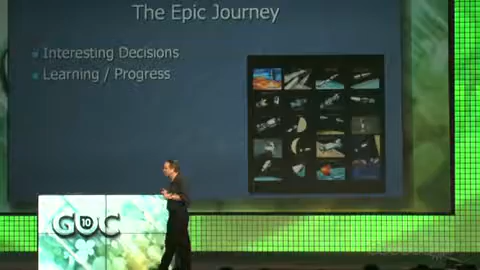 The Epic Journey
Interesting Decisions
Learning / Progress
GDC
10